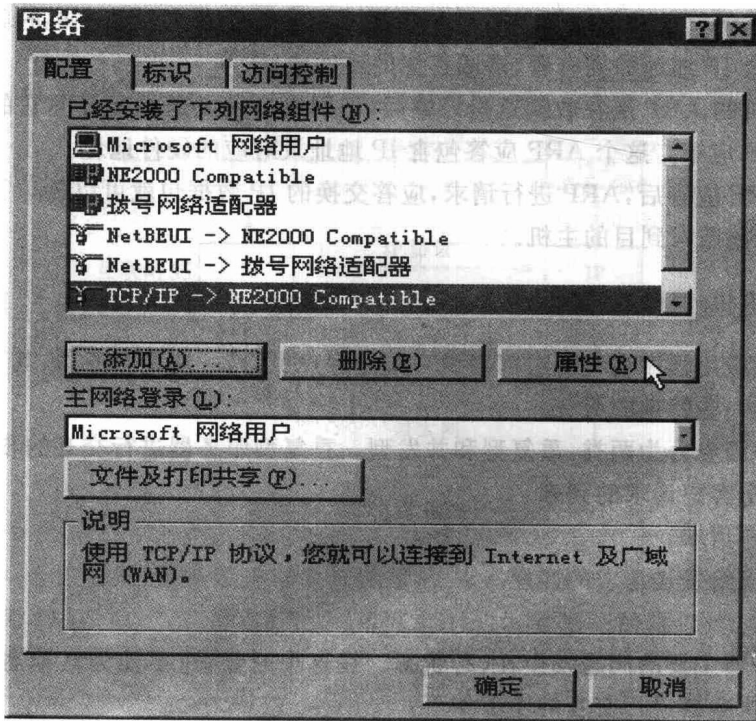 网络
配置 标识 访问控制
已经安装了下列网络组件(N):
Microsoft 网络用户
NE2000 Compatible
拨号网络适配器
NetBEUI -> NE2000 Compatible
NetBEUI -> 拨号网络适配器
TCP/IP -> NE2000 Compatible
添加(A)... 删除(E) 属性(R)
主网络登录(L):
Microsoft 网络用户
文件及打印共享(F)...
说明
使用 TCP/IP 协议，您就可以连接到 Internet 及广域
网 (WAN)。
确定 取消